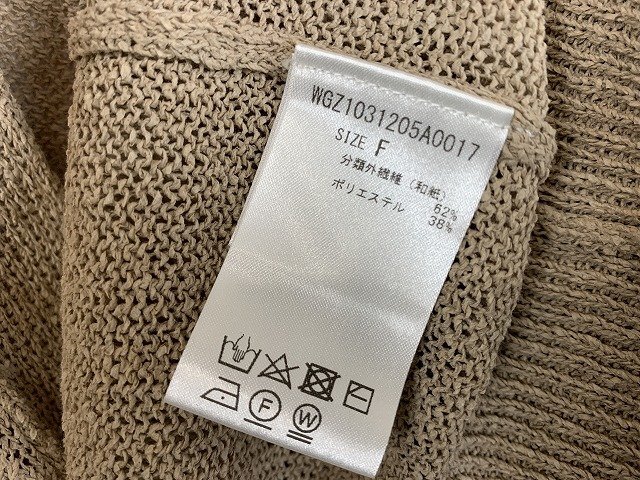 WGZ1031205A0017
SIZE F
分類外繊維（和紙）
62%
ポリエステル 38%
F W